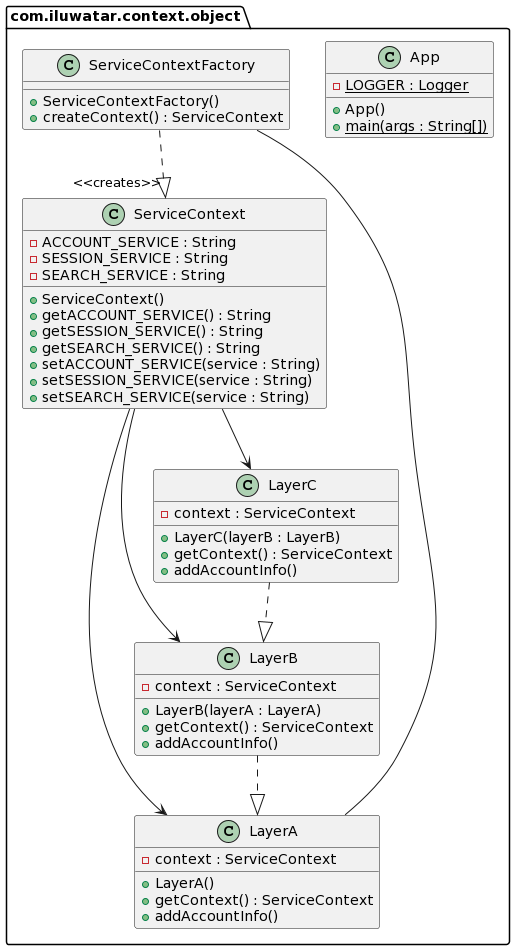 com.iluwatar.context.object
C ServiceContextFactory
ServiceContextFactory()
createContext() : ServiceContext
C App
LOGGER : Logger
App()
main(args : String[])
<<creates>>
C ServiceContext
ACCOUNT_SERVICE : String
SESSION_SERVICE : String
SEARCH_SERVICE : String
ServiceContext()
getACCOUNT_SERVICE() : String
getSESSION_SERVICE() : String
getSEARCH_SERVICE() : String
setACCOUNT_SERVICE(service : String)
setSESSION_SERVICE(service : String)
setSEARCH_SERVICE(service : String)
C LayerC
context : ServiceContext
LayerC(layerB : LayerB)
getContext() : ServiceContext
addAccountInfo()
C LayerB
context : ServiceContext
LayerB(layerA : LayerA)
getContext() : ServiceContext
addAccountInfo()
C LayerA
context : ServiceContext
LayerA()
getContext() : ServiceContext
addAccountInfo()